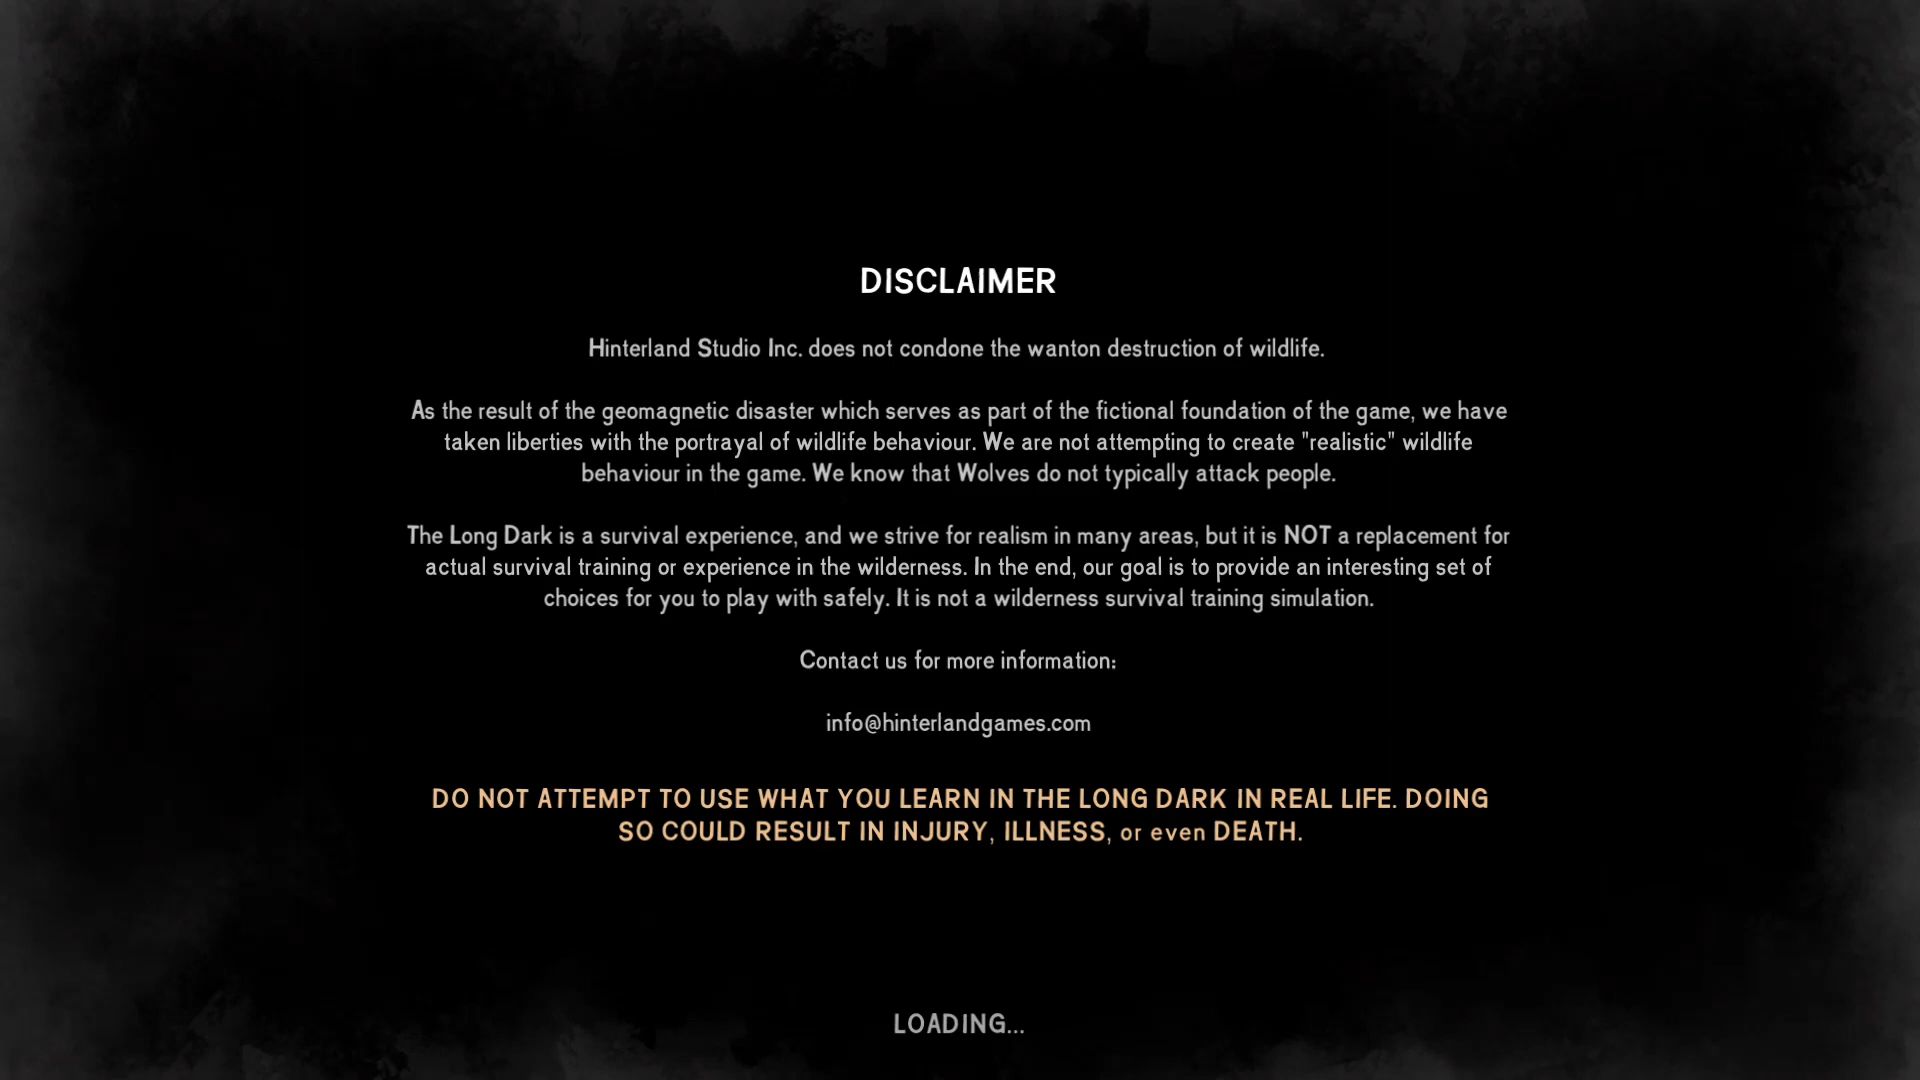 DISCLAIMER
Hinterland Studio Inc. does not condone the wanton destruction of wildlife.
As the result of the geomagnetic disaster which serves as part of the fictional foundation of the game, we have
taken liberties with the portrayal of wildlife behaviour. We are not attempting to create "realistic" wildlife
behaviour in the game. We know that Wolves do not typically attack people.
The Long Dark is a survival experience, and we strive for realism in many areas, but it is NOT a replacement for
actual survival training or experience in the wilderness. In the end, our goal is to provide an interesting set of
choices for you to play with safely. It is not a wilderness survival training simulation.
Contact us for more information:
info@hinterlandgames.com
DO NOT ATTEMPT TO USE WHAT YOU LEARN IN THE LONG DARK IN REAL LIFE. DOING
SO COULD RESULT IN INJURY, ILLNESS, or even DEATH.
LOADING...